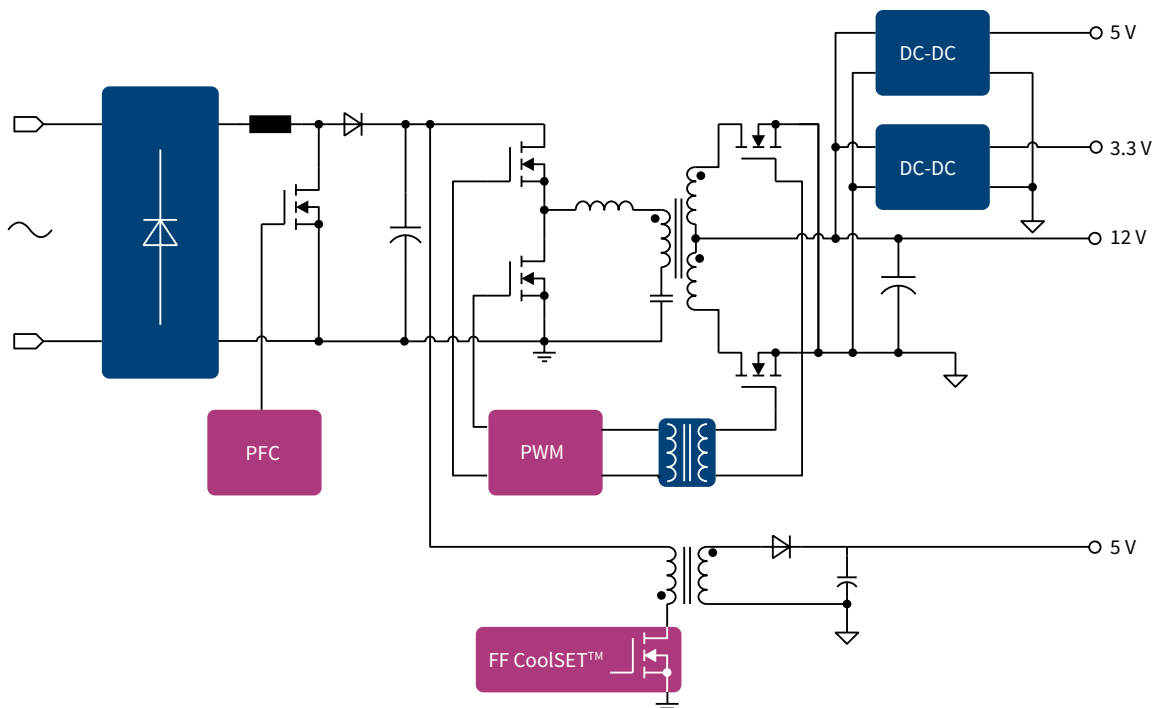 5 V
DC-DC
3.3 V
DC-DC
12 V
PFC
PWM
5 V
FF CoolSET™